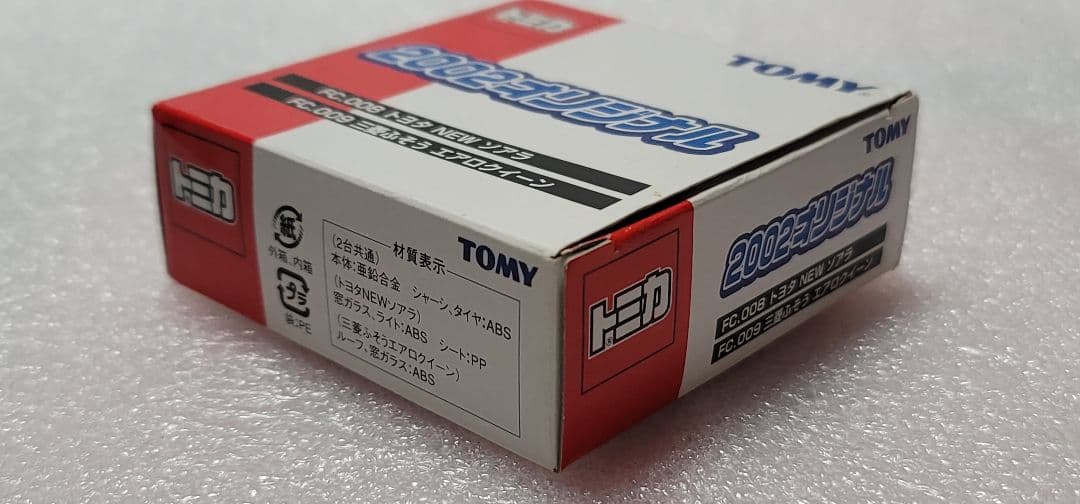 トミカ
TOMY
2002オリジナル
FC.008 トヨタ NEW ソアラ
FC.009 三菱ふそう エアロクイーン
トミカ
紙
外箱、内箱
プラ
袋:PE
材質表示
TOMY
(2台共通)
本体:亜鉛合金 シャーシ、タイヤ:ABS
(トヨタNEWソアラ)
窓ガラス、ライト:ABS シート:PP
(三菱ふそうエアロクイーン)
ルーフ、窓ガラス:ABS
トミカ
TOMY
2002オリジナル
FC.008 トヨタ NEW ソアラ
FC.009 三菱ふそう エアロクイーン